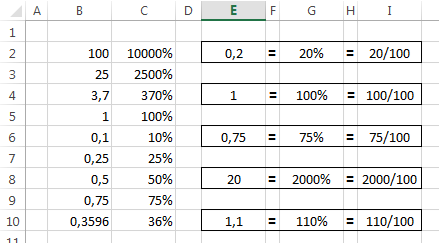 A B C D E F G H I
1
2 100 10000% 0,2 = 20% = 20/100
3 25 2500%
4 3,7 370% 1 = 100% = 100/100
5 1 100%
6 0,1 10% 0,75 = 75% = 75/100
7 0,25 25%
8 0,5 50% 20 = 2000% = 2000/100
9 0,75 75%
10 0,3596 36% 1,1 = 110% = 110/100
11